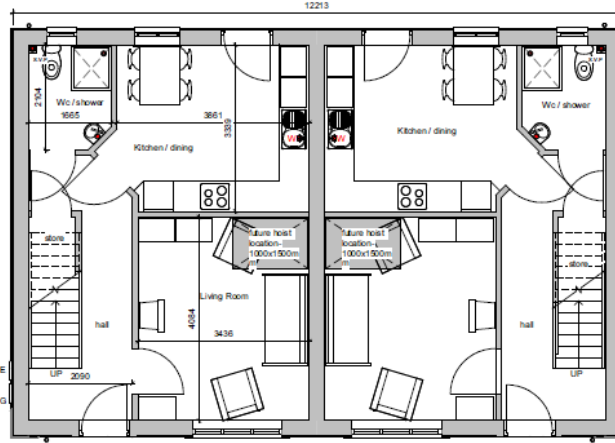 12213
S.V.P
Wc / shower
2104
1665
3861
3339
W
Kitchen / dining
store
future hoist
location-
1000x1500m
m
Living Room
4084
3436
hall
UP
2090
E
G
W
Kitchen / dining
S.V.P
Wc / shower
future hoist
location-
1000x1500m
m
store
hall
UP